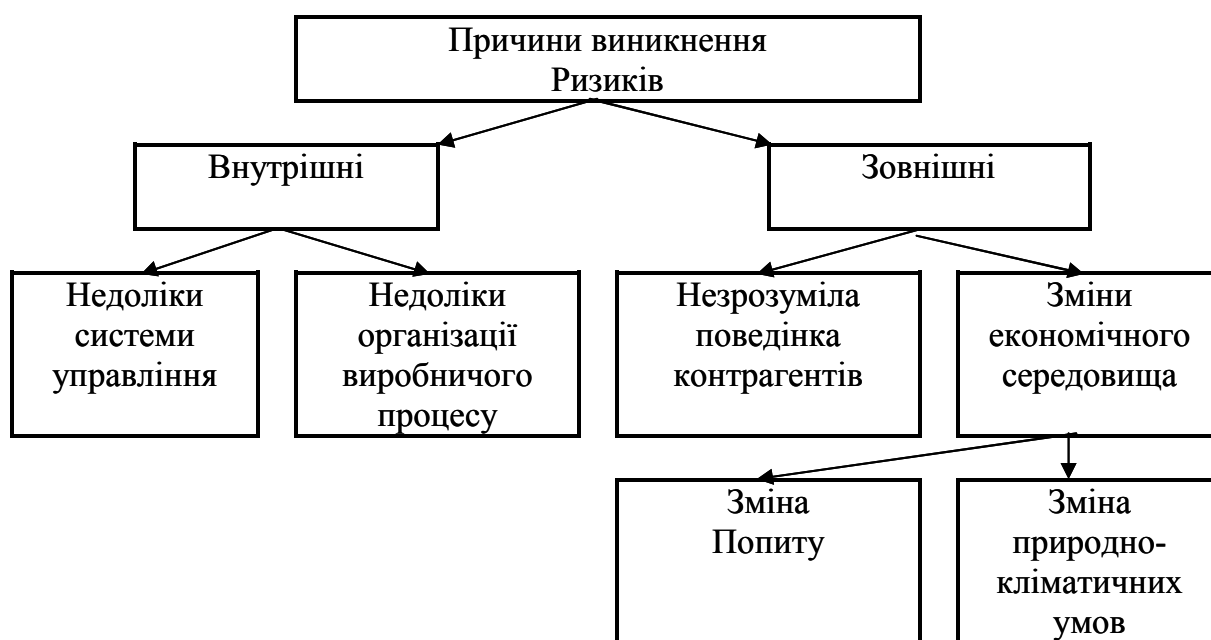 Причини виникнення
Ризиків
Внутрішні
Зовнішні
Недоліки
системи
управління
Недоліки
організації
виробничого
процесу
Незрозуміла
поведінка
контрагентів
Зміни
економічного
середовища
Зміна
Попиту
Зміна
природно-
кліматичних
умов